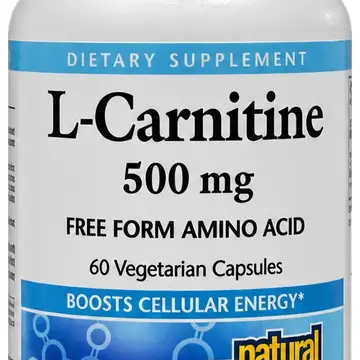 DIETARY SUPPLEMENT
L-Carnitine
500 mg
FREE FORM AMINO ACID
60 Vegetarian Capsules
BOOSTS CELLULAR ENERGY*
natural